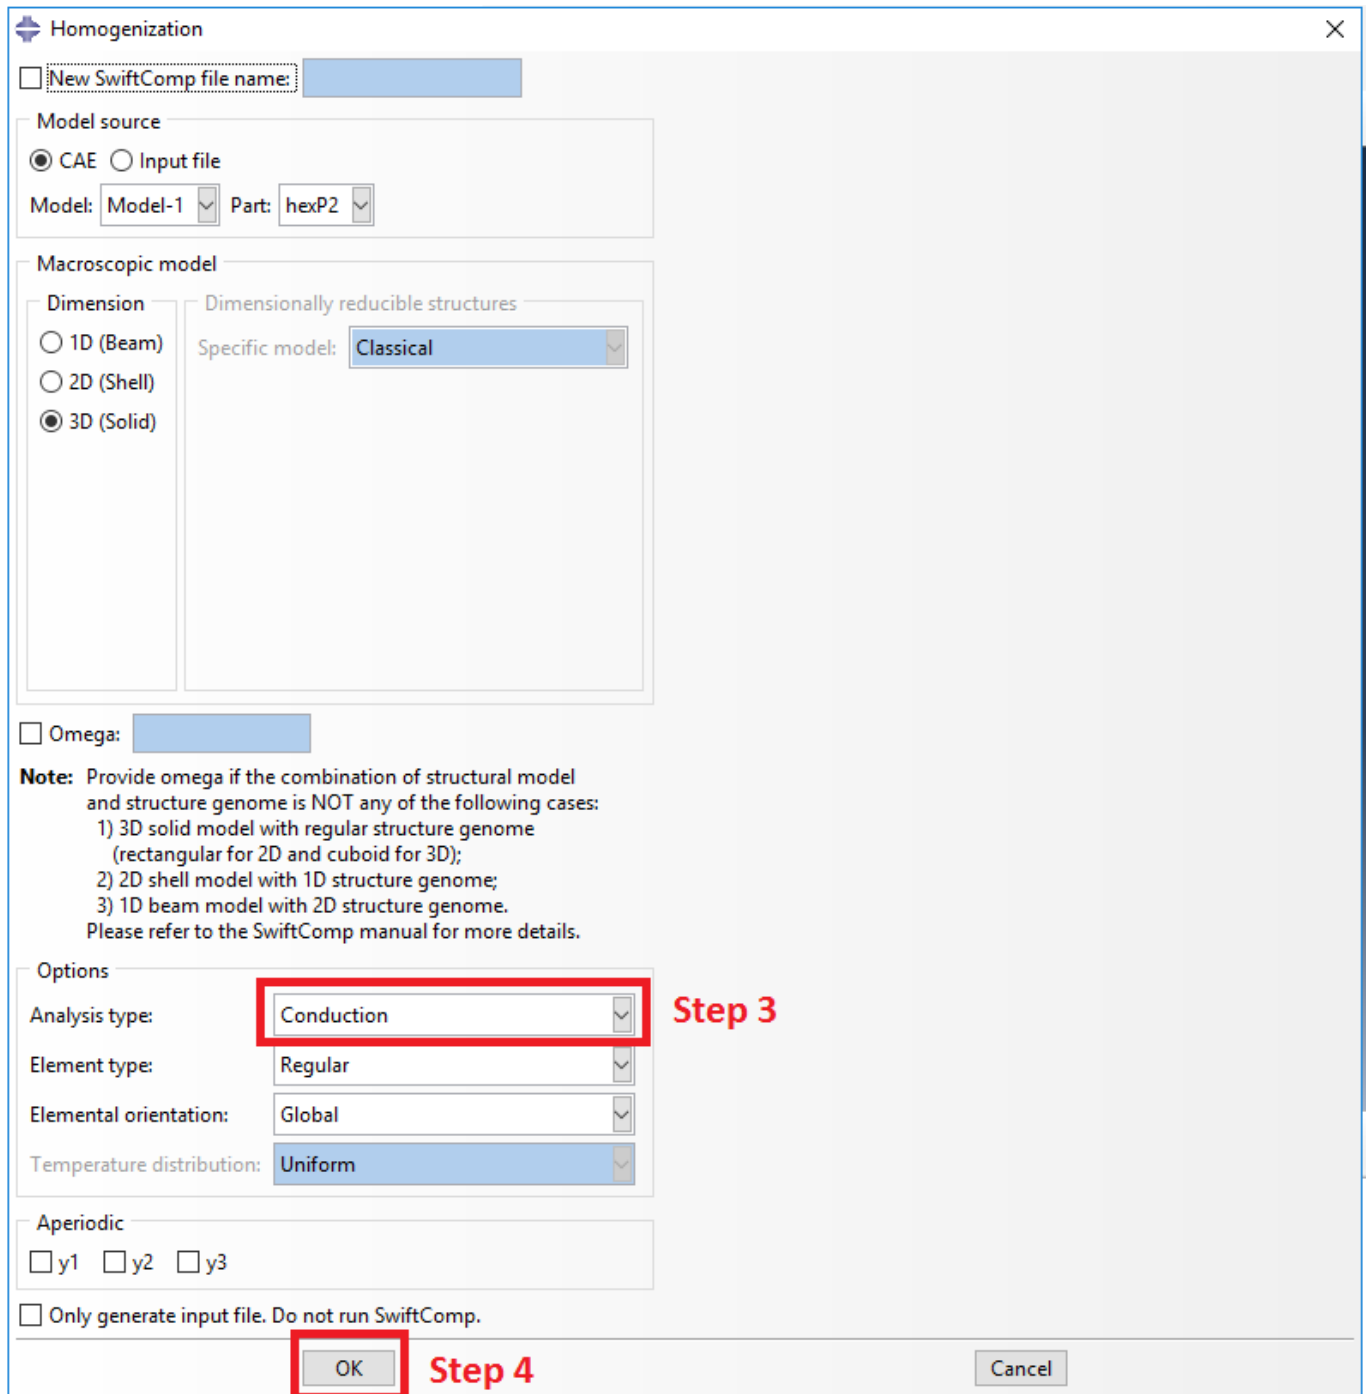 Homogenization
New SwiftComp file name:
Model source
CAE Input file
Model: Model-1 Part: hexP2
Macroscopic model
Dimension Dimensionally reducible structures
1D (Beam) Specific model: Classical
2D (Shell)
3D (Solid)
Omega:
Note: Provide omega if the combination of structural model
and structure genome is NOT any of the following cases:
1) 3D solid model with regular structure genome
(rectangular for 2D and cuboid for 3D);
2) 2D shell model with 1D structure genome;
3) 1D beam model with 2D structure genome.
Please refer to the SwiftComp manual for more details.
Options
Analysis type: Conduction Step 3
Element type: Regular
Elemental orientation: Global
Temperature distribution: Uniform
Aperiodic
y1 y2 y3
Only generate input file. Do not run SwiftComp.
OK Step 4 Cancel